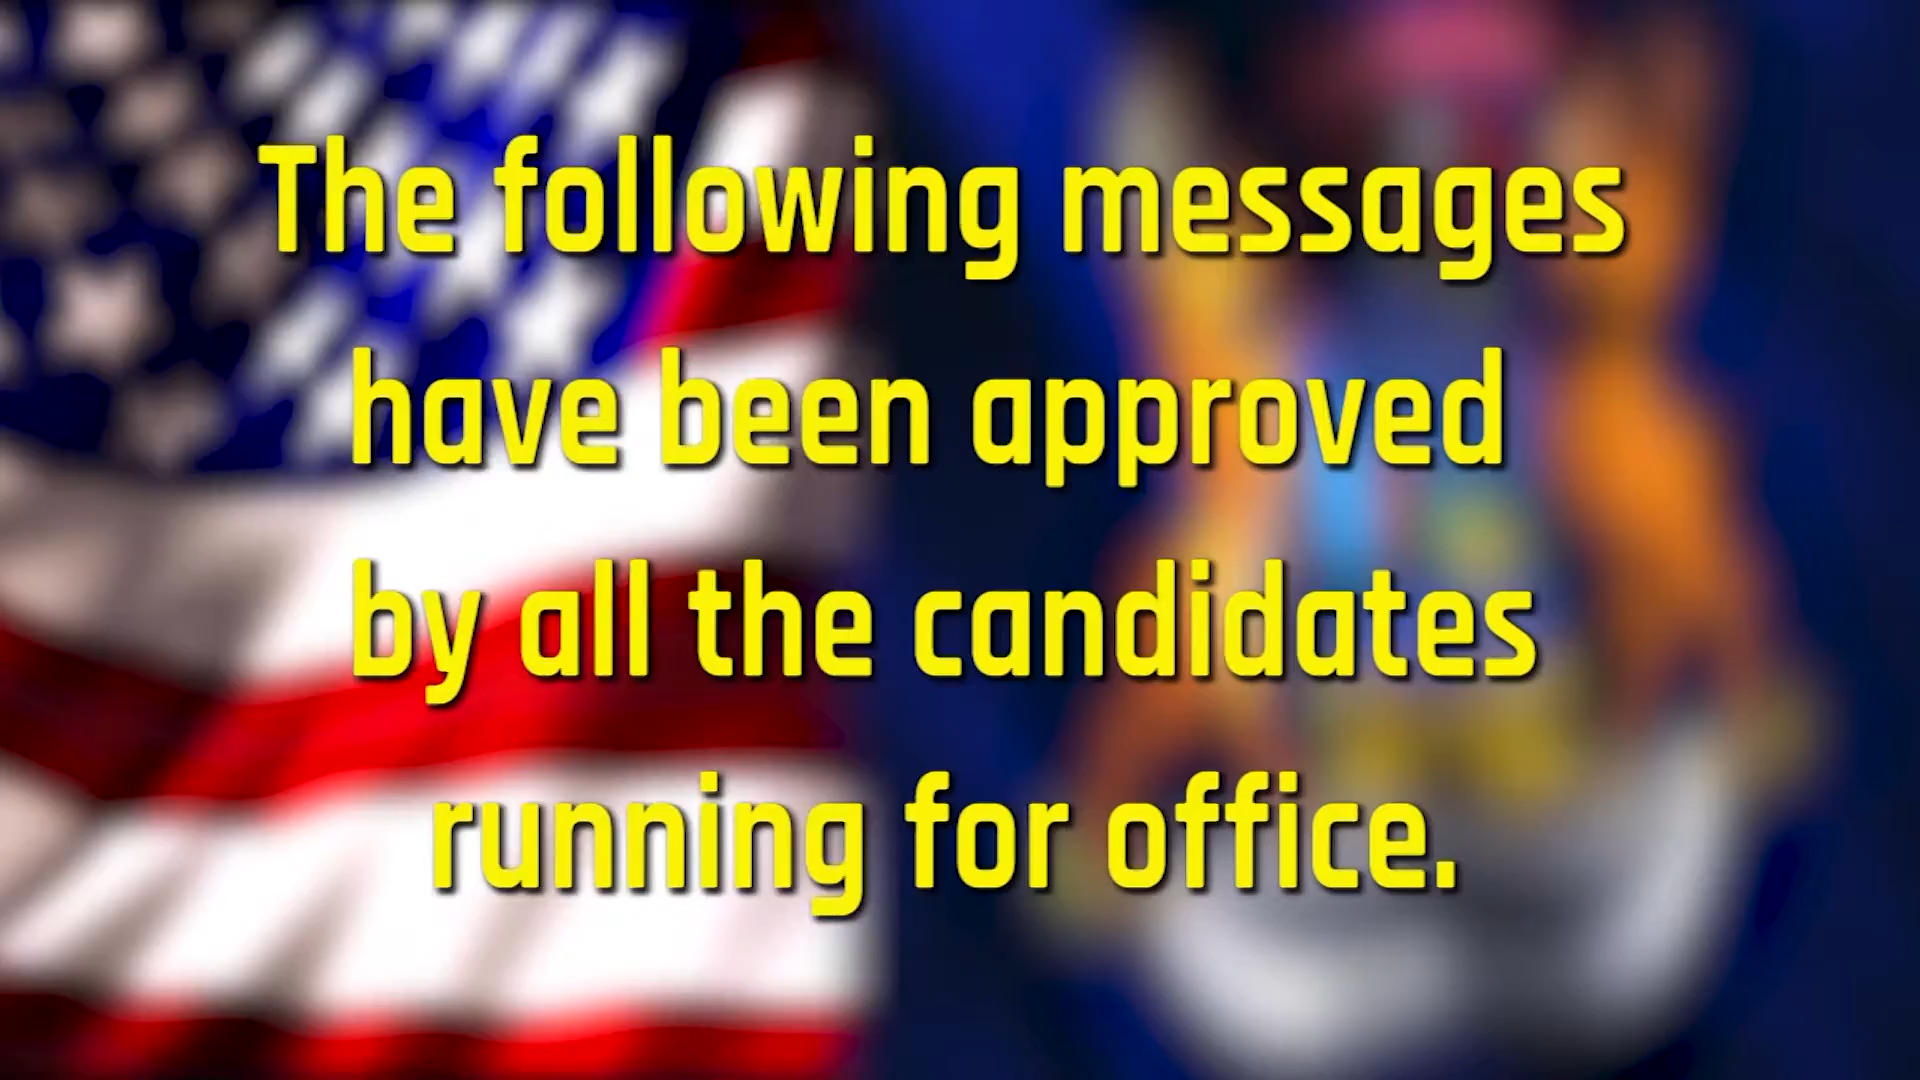 The following messages
have been approved
by all the candidates
running for office.